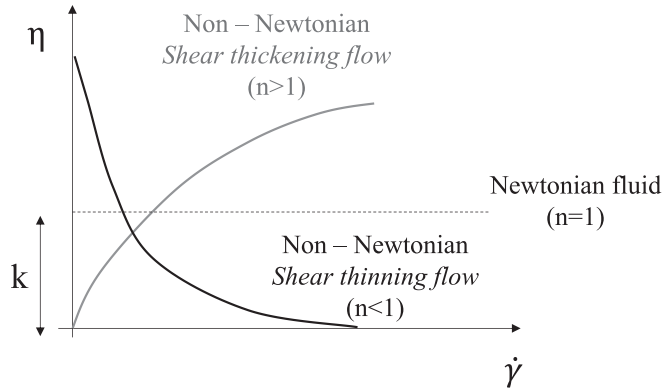 η
Non – Newtonian
Shear thickening flow
(n>1)
Newtonian fluid
(n=1)
Non – Newtonian
Shear thinning flow
(n<1)
k
γ̇